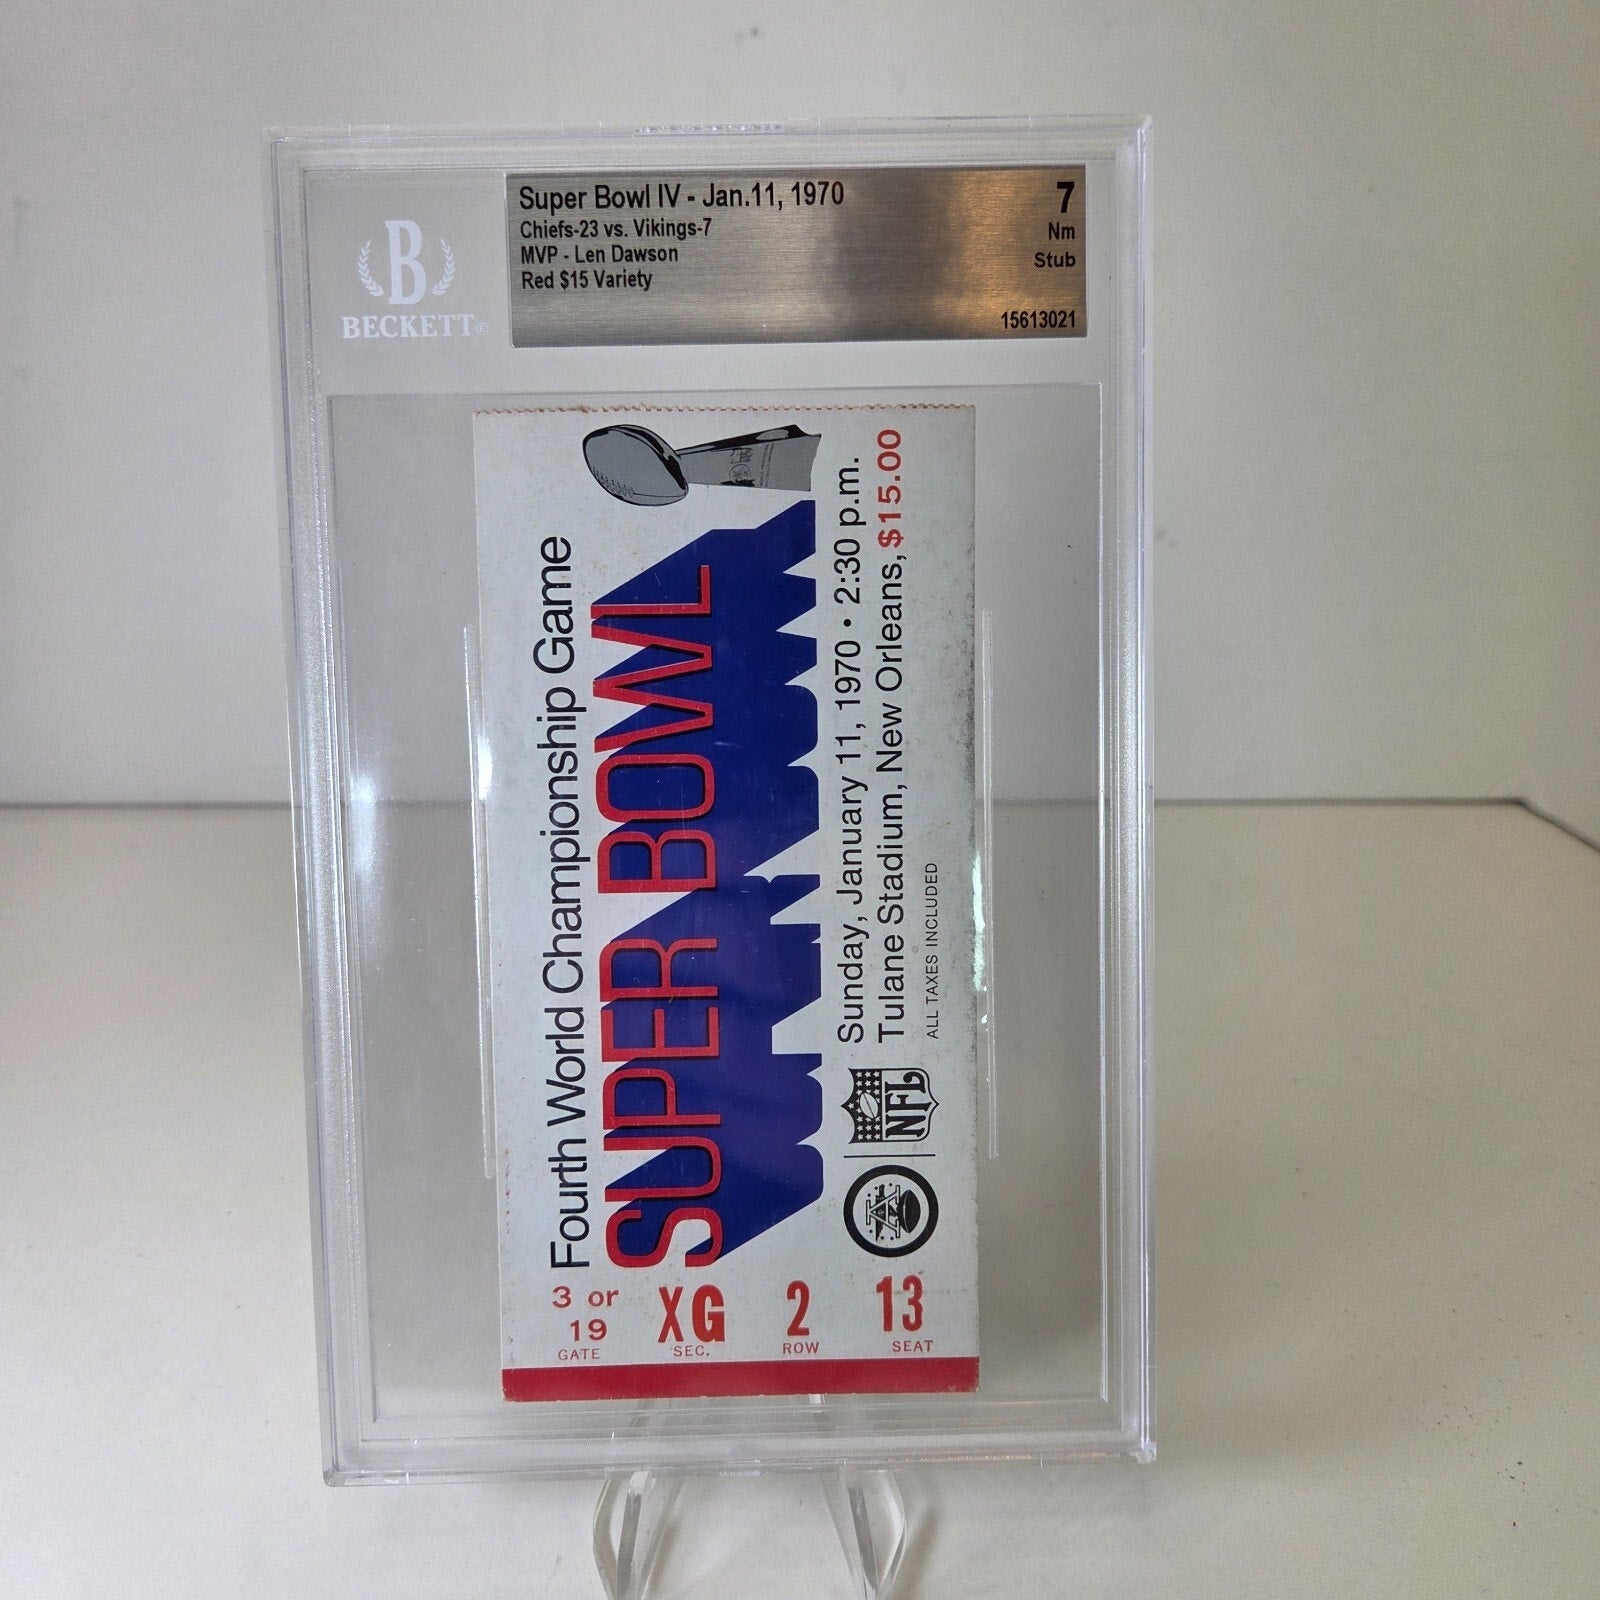 B
BECKETT®
Super Bowl IV - Jan.11, 1970
Chiefs-23 vs. Vikings-7
MVP - Len Dawson
Red $15 Variety
7
Nm
Stub
15613021
Fourth World Championship Game
SUPER BOWL
Sunday, January 11, 1970 • 2:30 p.m.
Tulane Stadium, New Orleans, $15.00
ALL TAXES INCLUDED
A
NFL
3 or
19
GATE
XG
SEC.
2
ROW
13
SEAT